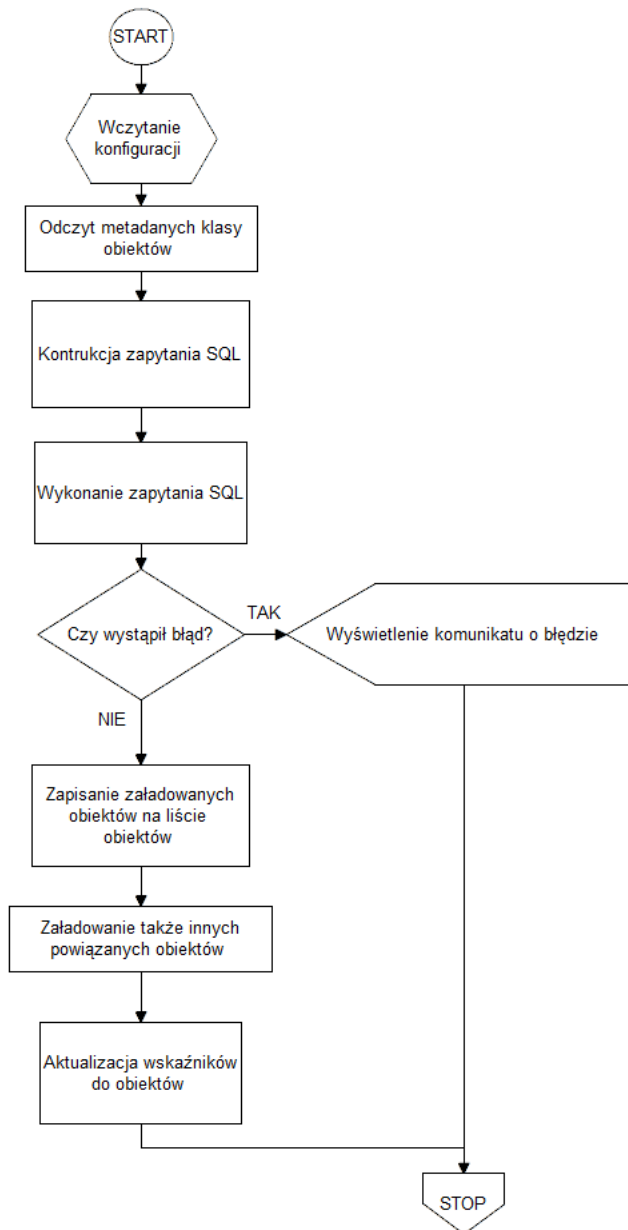 START
Wczytanie
konfiguracji
Odczyt metadanych klasy
obiektów
Kontrukcja zapytania SQL
Wykonanie zapytania SQL
Czy wystąpił błąd?
TAK
Wyświetlenie komunikatu o błędzie
NIE
Zapisanie załadowanych
obiektów na liście
obiektów
Załadowanie także innych
powiązanych obiektów
Aktualizacja wskaźników
do obiektów
STOP